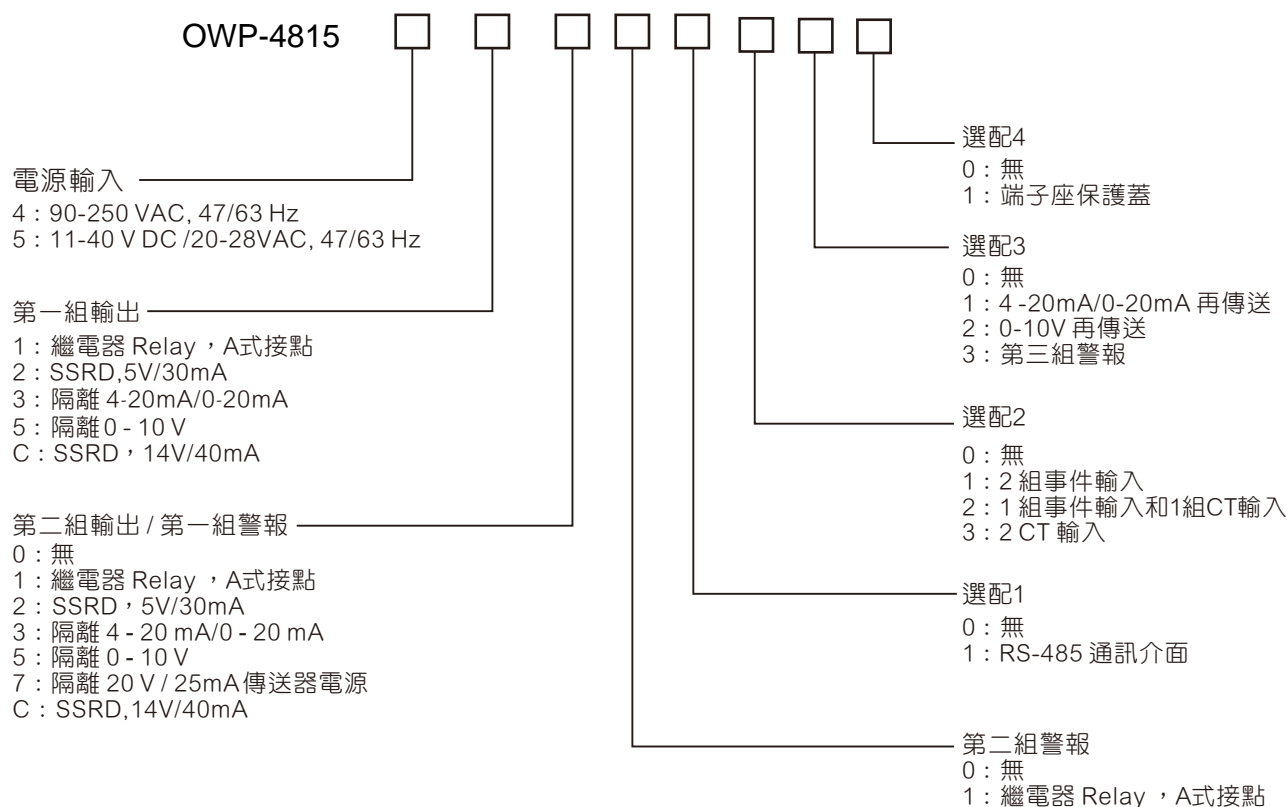 OWP-4815
電源輸入
4：90-250 VAC, 47/63 Hz
5：11-40 V DC /20-28VAC, 47/63 Hz
第一組輸出
1：繼電器 Relay ，A式接點
2：SSRD,5V/30mA
3：隔離 4-20mA/0-20mA
5：隔離0 - 10 V
C：SSRD，14V/40mA
第二組輸出 / 第一組警報
0：無
1：繼電器 Relay ，A式接點
2：SSRD，5V/30mA
3：隔離 4 - 20 mA/0 - 20 mA
5：隔離 0 - 10 V
7：隔離 20 V / 25mA 傳送器電源
C：SSRD,14V/40mA
選配4
0：無
1：端子座保護蓋
選配3
0：無
1：4 -20mA/0-20mA 再傳送
2：0-10V 再傳送
3：第三組警報
選配2
0：無
1：2 組事件輸入
2：1 組事件輸入和1組CT輸入
3：2 CT 輸入
選配1
0：無
1：RS-485 通訊介面
第二組警報
0：無
1：繼電器 Relay ，A式接點